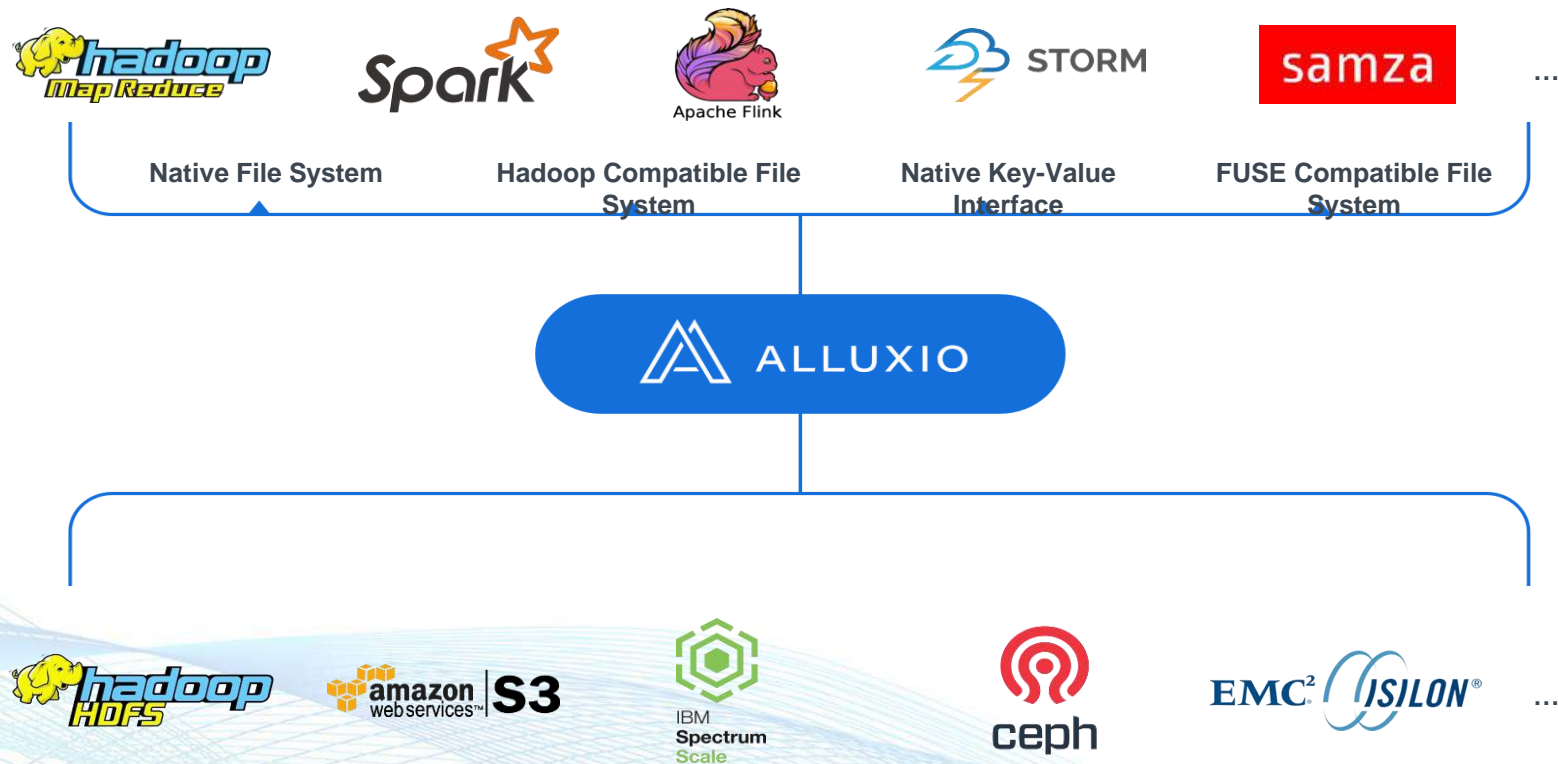 hadoop
Map Reduce
Spark
Apache Flink
STORM
samza
...
Native File System
Hadoop Compatible File
System
Native Key-Value
Interface
FUSE Compatible File
System
ALLUXIO
hadoop
HDFS
amazon
webservices™
S3
IBM
Spectrum
Scale
ceph
EMC²
ISILON®
...